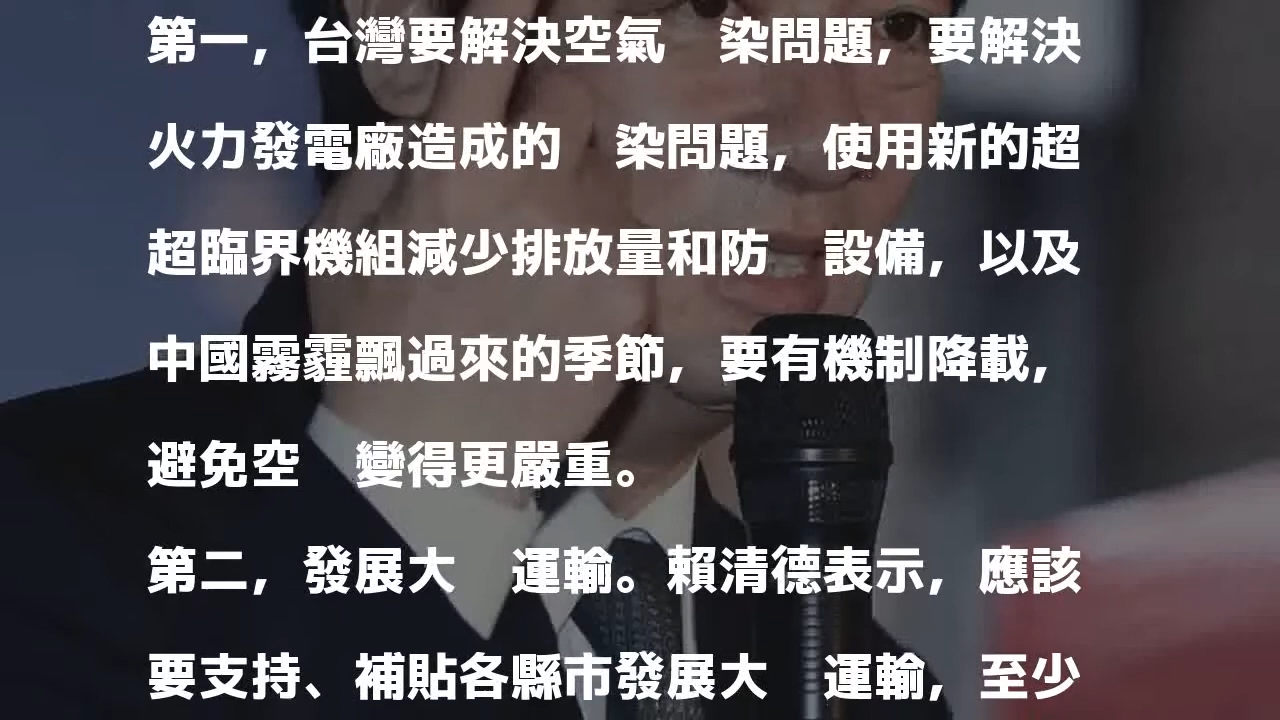 第一，台灣要解決空氣　染問題，要解決
火力發電廠造成的　染問題，使用新的超
超臨界機組減少排放量和防　設備，以及
中國霧霾飄過來的季節，要有機制降載，
避免空　變得更嚴重。
第二，發展大　運輸。賴清德表示，應該
要支持、補貼各縣市發展大　運輸，至少